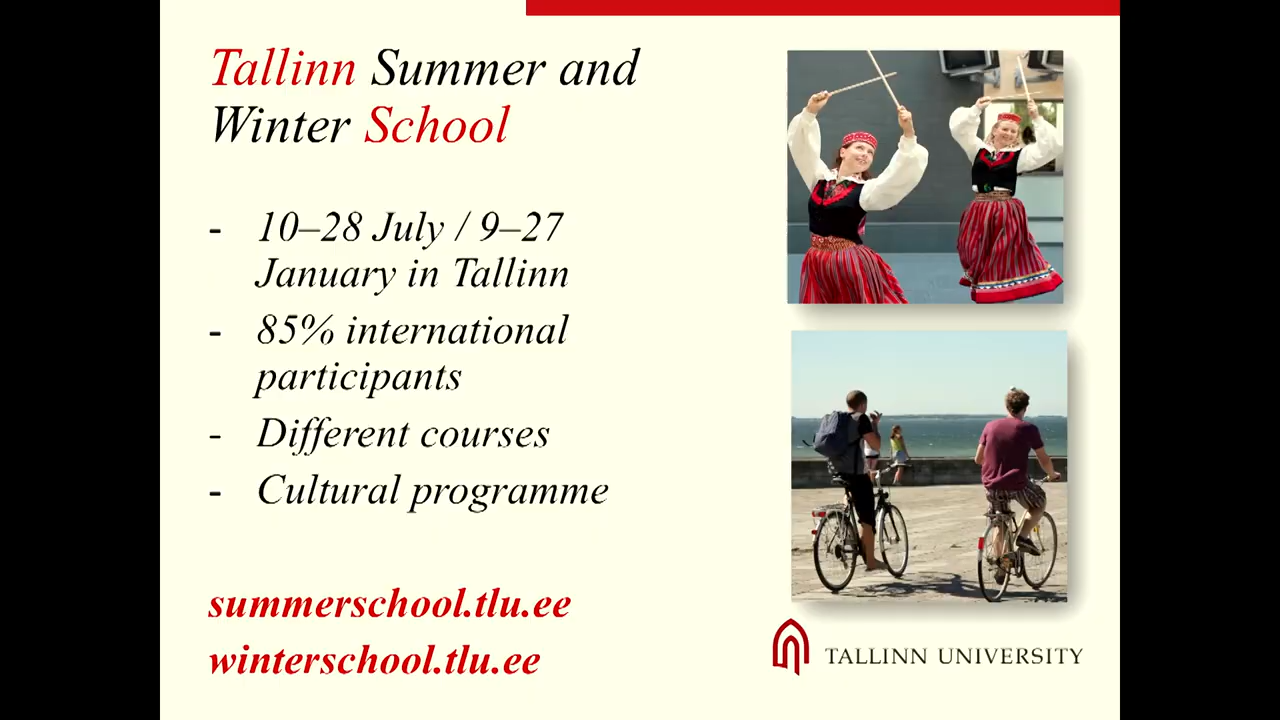 Tallinn Summer and
Winter School
- 10–28 July / 9–27
January in Tallinn
- 85% international
participants
- Different courses
- Cultural programme
summerschool.tlu.ee
winterschool.tlu.ee
TALLINN UNIVERSITY